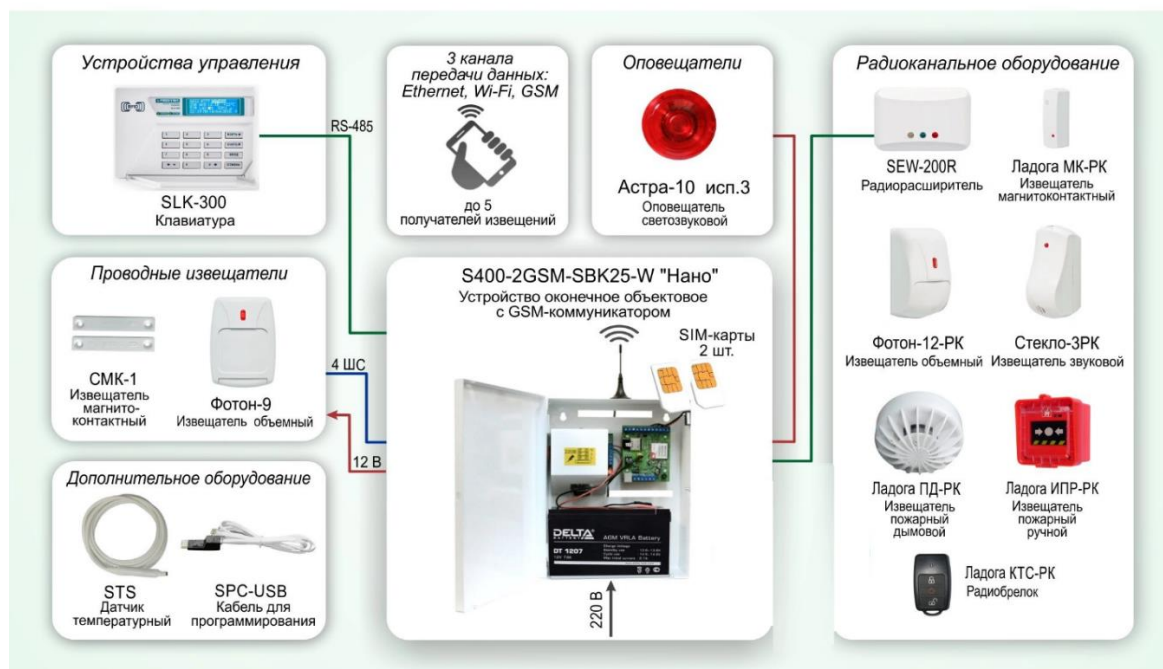 Устройства управления
SLK-300
Клавиатура
RS-485
3 канала
передачи данных:
Ethernet, Wi-Fi, GSM
до 5
получателей извещений
Оповещатели
Астра-10 исп.3
Оповещатель
светозвуковой
Радиоканальное оборудование
SEW-200R
Радиорасширитель
Ладога МК-РК
Извещатель
магнитоконтактный
Фотон-12-РК
Извещатель объемный
Стекло-3РК
Извещатель звуковой
Ладога ПД-РК
Извещатель
пожарный
дымовой
Ладога ИПР-РК
Извещатель
пожарный
ручной
Ладога КТС-РК
Радиобрелок
Проводные извещатели
СМК-1
Извещатель
магнито-
контактный
Фотон-9
Извещатель объемный
4 ШС
12 В
S400-2GSM-SBK25-W "Нано"
Устройство оконечное объектовое
с GSM-коммуникатором
SIM-карты
2 шт.
DELTA
AGM VRLA Battery
DT 1207
220 В
Дополнительное оборудование
STS
Датчик
температурный
SPC-USB
Кабель для
программирования